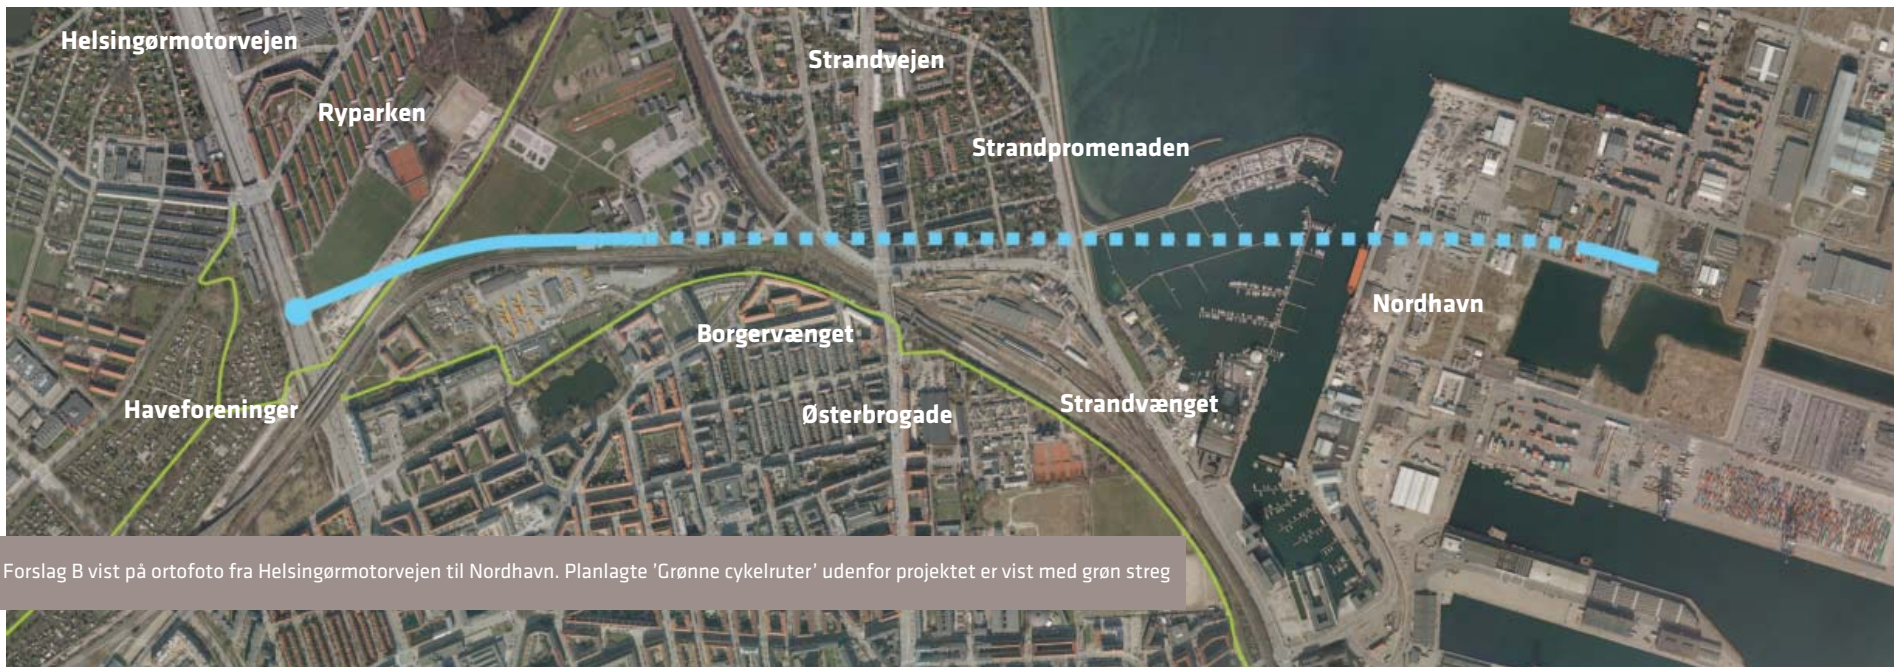 Helsingørmotorvejen
Strandvejen
Ryparken
Strandpromenaden
Nordhavn
Borgervænget
Haveforeninger
Østerbrogade
Strandvænget
Forslag B vist på ortofoto fra Helsingørmotorvejen til Nordhavn. Planlagte 'Grønne cykelruter' udenfor projektet er vist med grøn streg